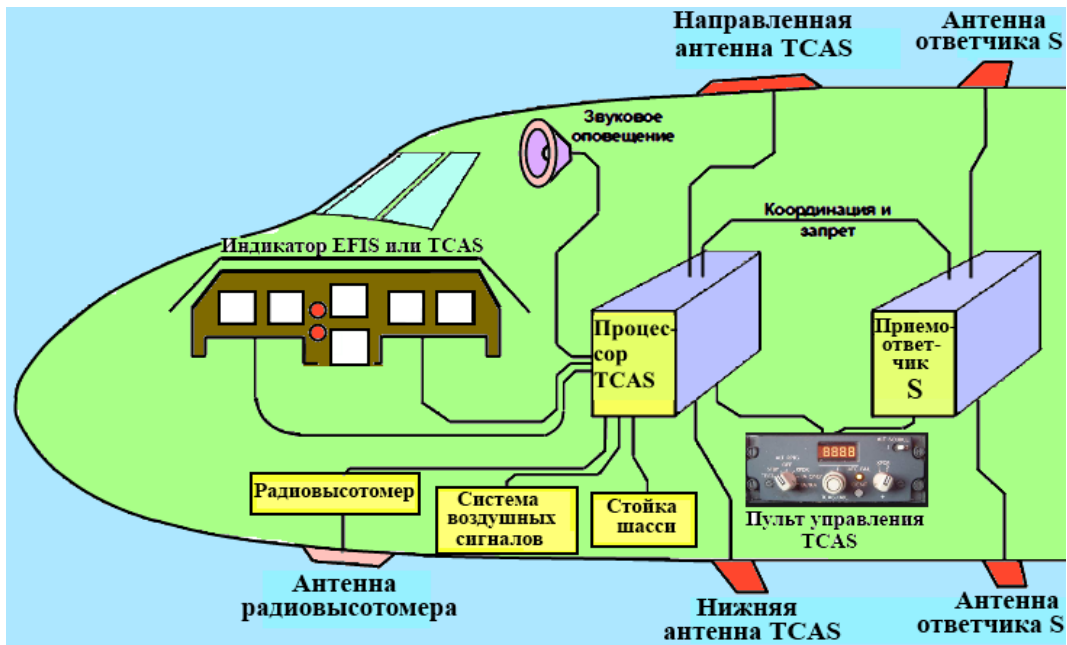 Направленная
антенна TCAS
Антенна
ответчика S
Звуковое
оповещение
Координация и
запрет
Индикатор EFIS или TCAS
Процес-
сор
TCAS
Приемо-
ответ-
чик
S
8888
Радиовысотомер
Система
воздушных
сигналов
Стойка
шасси
Пульт управления
TCAS
Антенна
радиовысотомера
Нижняя
антенна TCAS
Антенна
ответчика S